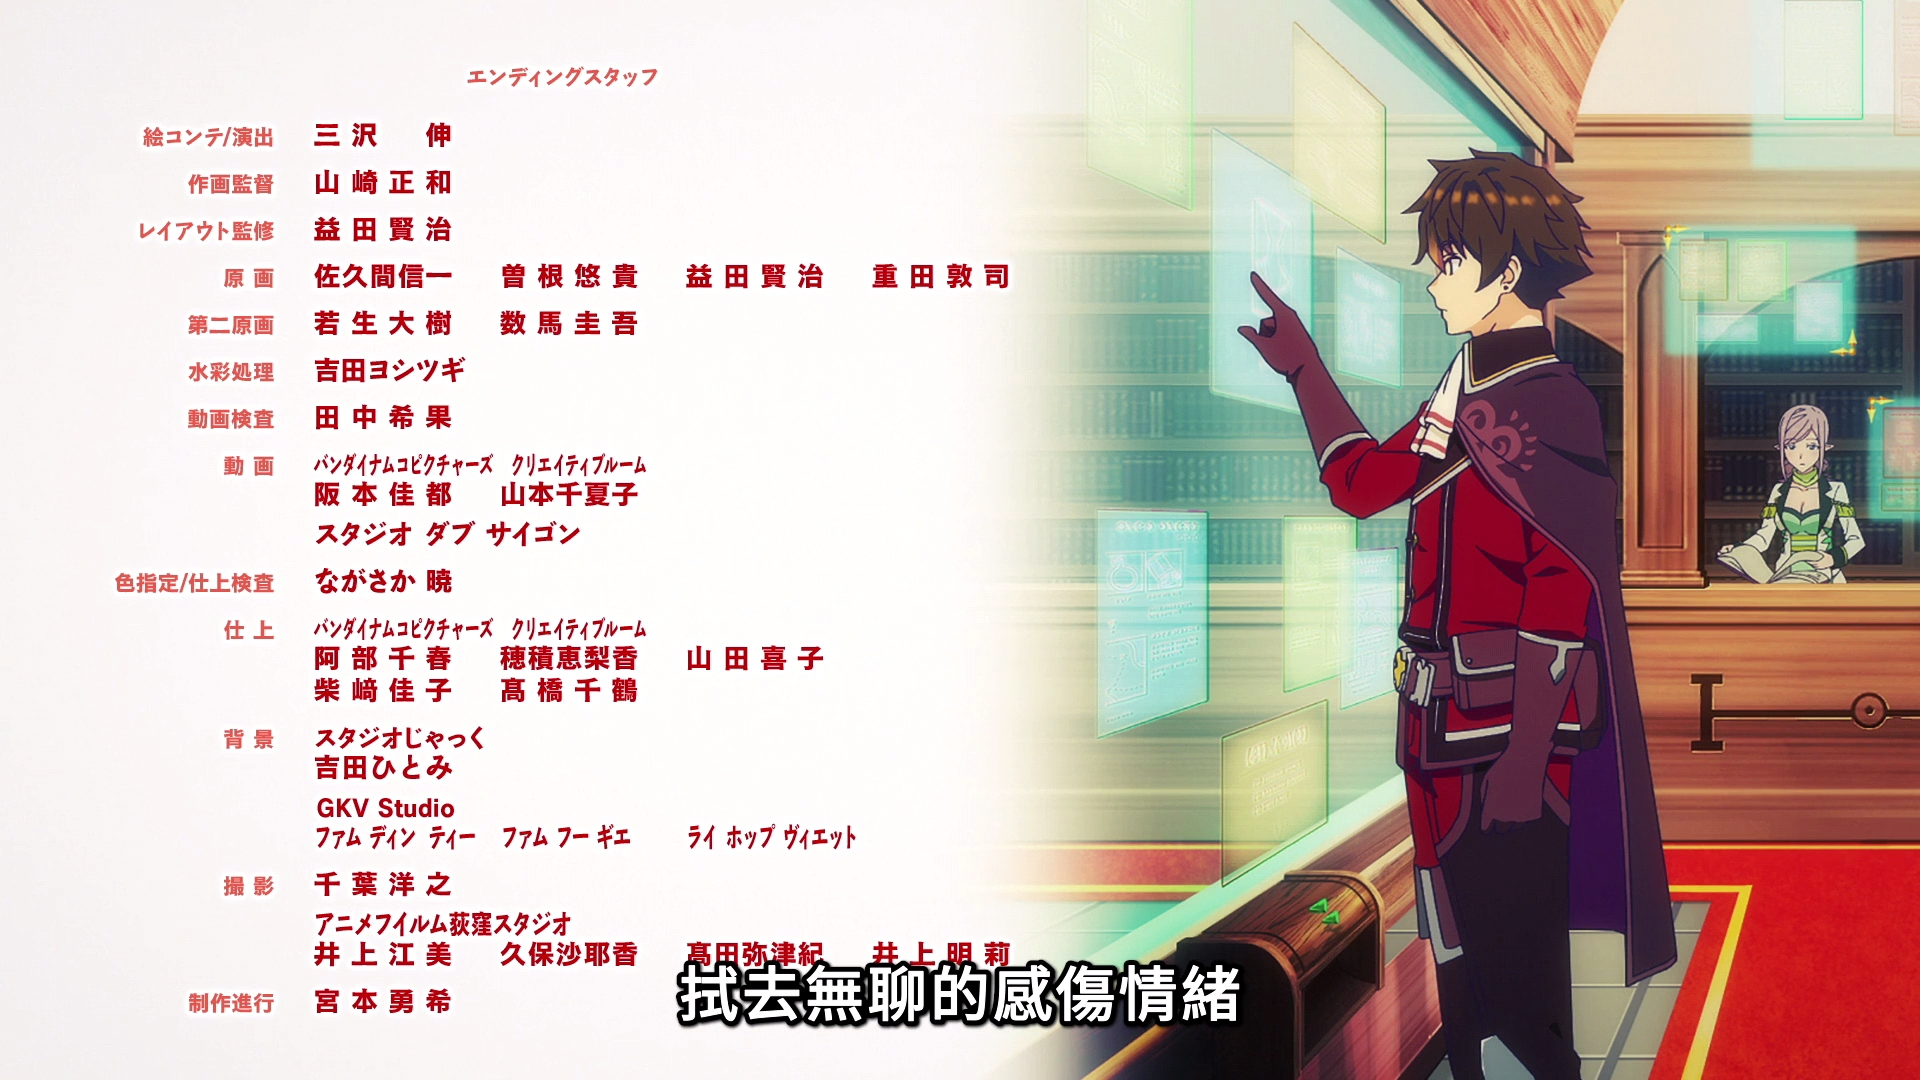 エンディングスタッフ
絵コンテ/演出 三沢 伸
作画監督 山崎正和
レイアウト監修 益田賢治
原画 佐久間信一 曽根悠貴 益田賢治 重田敦司
第二原画 若生大樹 数馬圭吾
水彩処理 吉田ヨシツギ
動画検査 田中希果
動画 バンダイナムコピクチャーズ クリエイティブルーム
阪本佳都 山本千夏子
スタジオ ダブ サイゴン
色指定/仕上検査 ながさか 暁
仕上 バンダイナムコピクチャーズ クリエイティブルーム
阿部千春 穂積恵梨香 山田喜子
柴﨑佳子 髙橋千鶴
背景 スタジオじゃっく
吉田ひとみ
GKV Studio
ファム ディン ティー ファム フー ギエ ライ ホップ ヴィエット
撮影 千葉洋之
アニメフイルム荻窪スタジオ
井上江美 久保沙耶香 髙田弥津紀 井上明莉
制作進行 宮本勇希
拭去無聊的感傷情緒